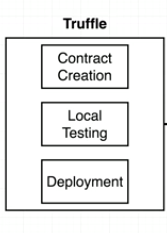 Truffle
Contract
Creation
Local
Testing
Deployment